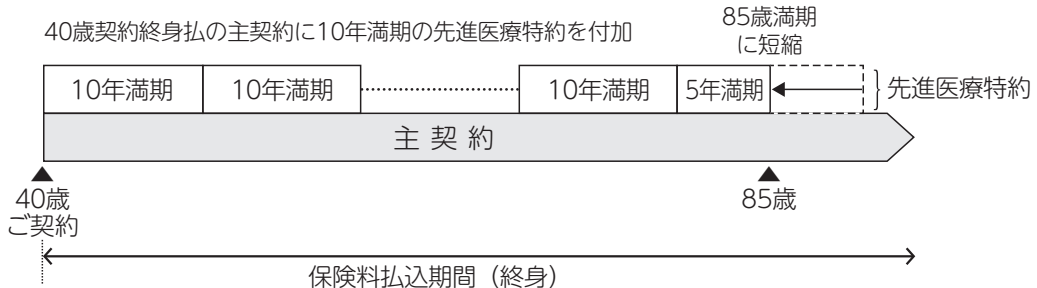 40歳契約終身払の主契約に10年満期の先進医療特約を付加
85歳満期
に短縮
10年満期
10年満期
10年満期
5年満期
先進医療特約
主契約
40歳
ご契約
85歳
保険料払込期間（終身）